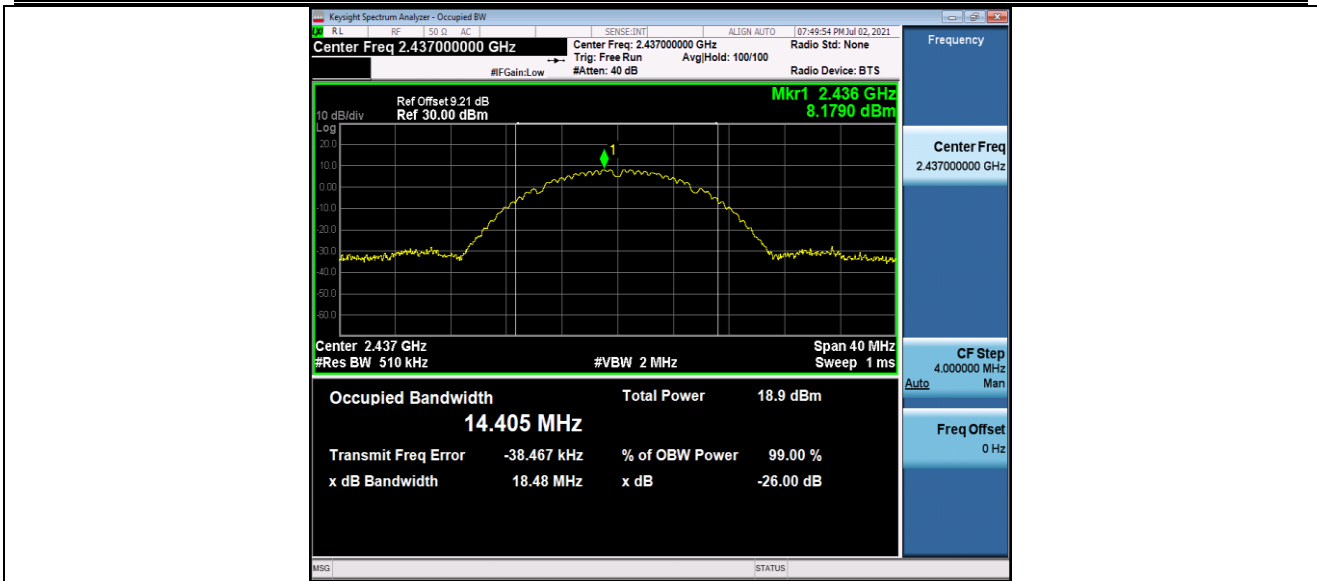 Keysight Spectrum Analyzer - Occupied BW
RL RF 50 Ω AC SENSE:INT ALIGN AUTO 07:49:54 PM Jul 02, 2021
Center Freq 2.437000000 GHz
Center Freq: 2.437000000 GHz Radio Std: None
Trig: Free Run Avg|Hold: 100/100
#IFGain:Low #Atten: 40 dB Radio Device: BTS
Frequency
Mkr1 2.436 GHz
8.1790 dBm
Ref Offset 9.21 dB
10 dB/div Ref 30.00 dBm
Log
20.0
10.0
0.00
-10.0
-20.0
-30.0
-40.0
-50.0
-60.0
1
Center 2.437 GHz Span 40 MHz
#Res BW 510 kHz #VBW 2 MHz Sweep 1 ms
Center Freq
2.437000000 GHz
CF Step
4.000000 MHz
Auto Man
Freq Offset
0 Hz
Occupied Bandwidth Total Power 18.9 dBm
14.405 MHz
Transmit Freq Error -38.467 kHz % of OBW Power 99.00 %
x dB Bandwidth 18.48 MHz x dB -26.00 dB
MSG STATUS